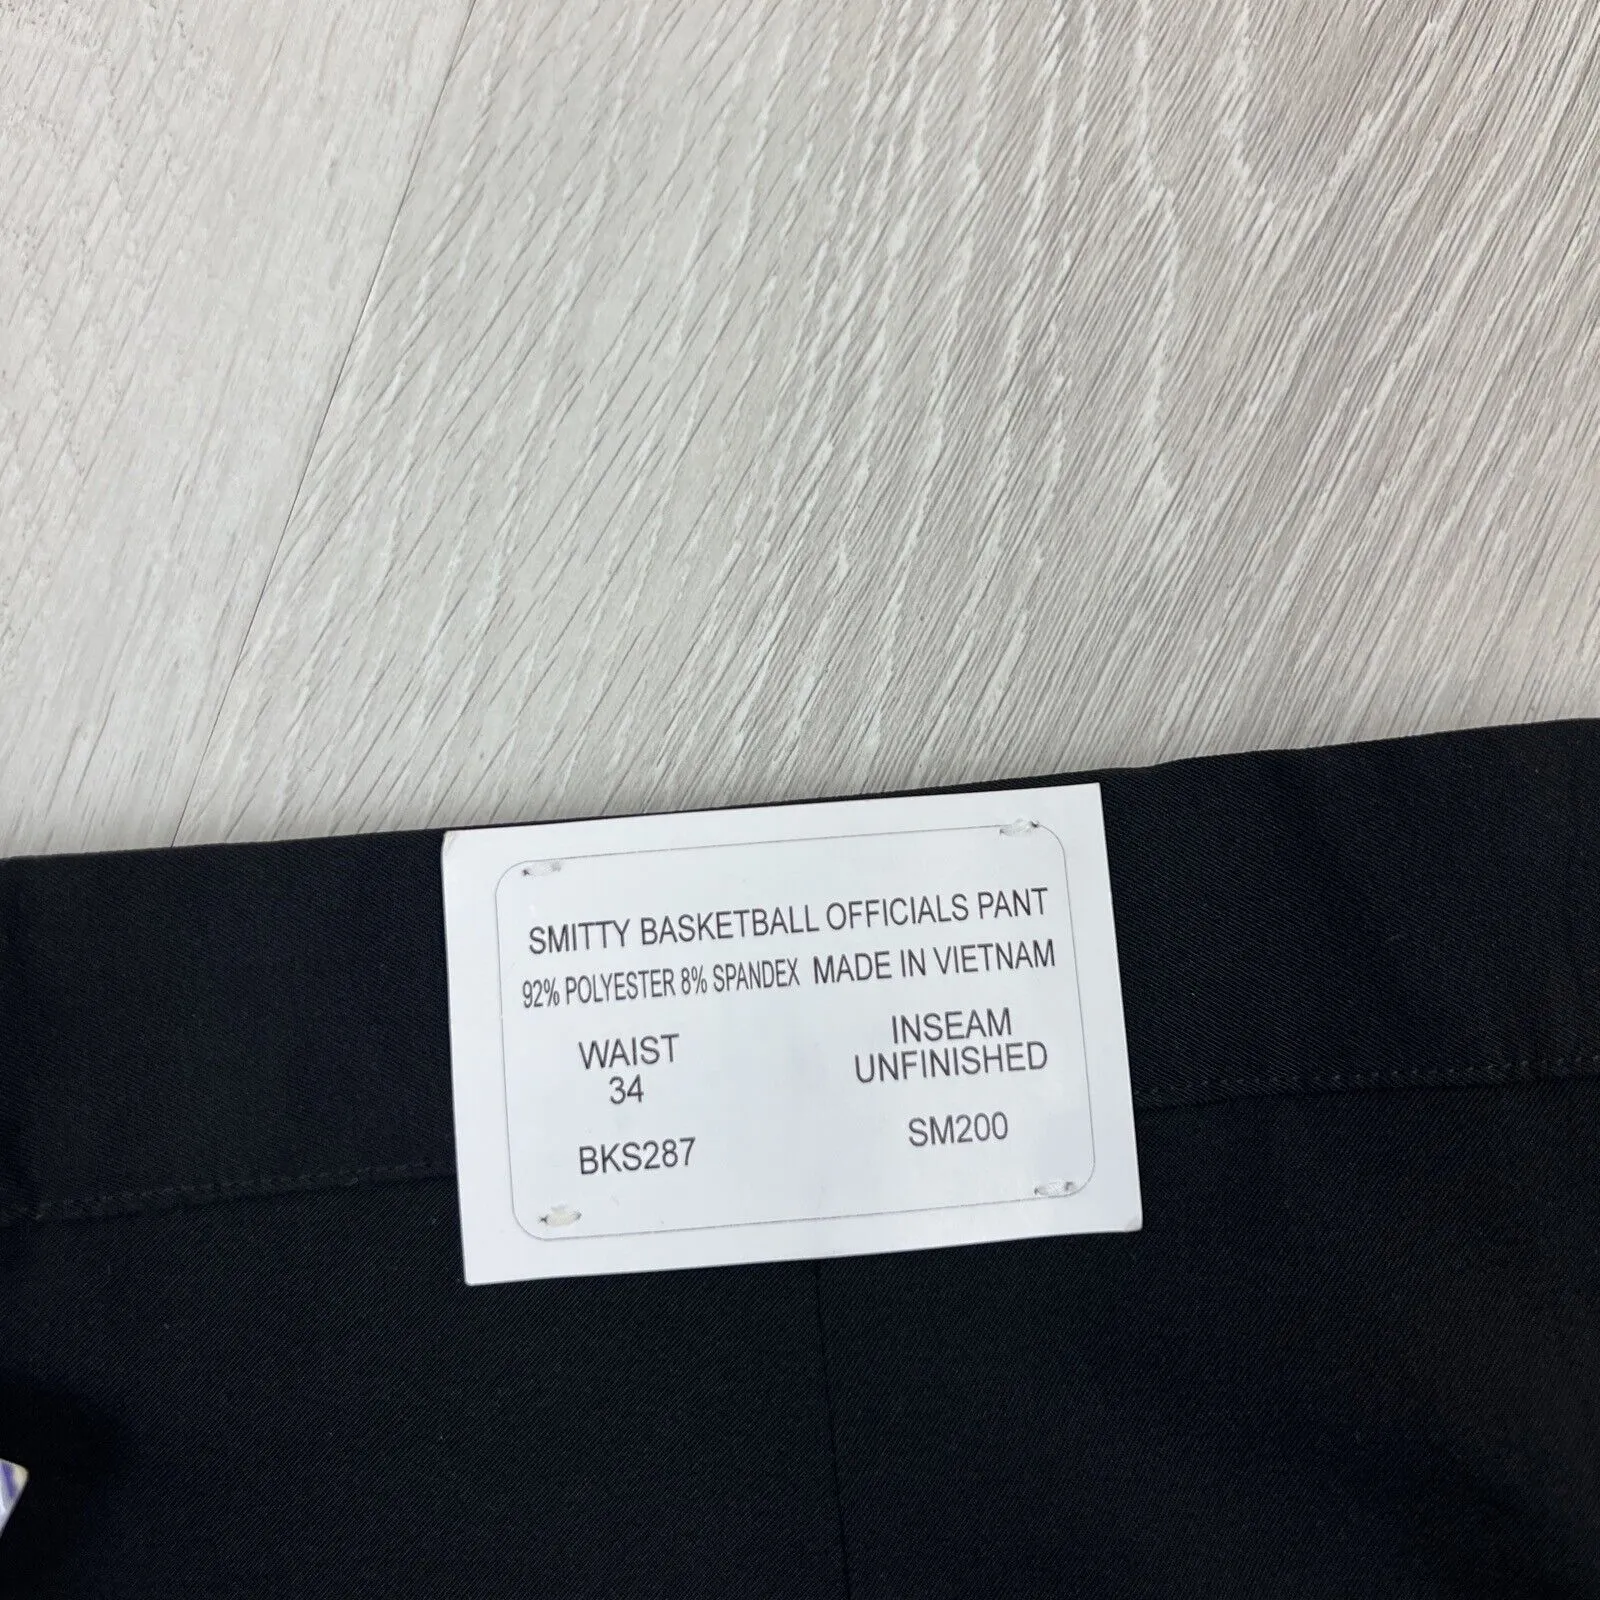 SMITTY BASKETBALL OFFICIALS PANT
92% POLYESTER 8% SPANDEX MADE IN VIETNAM
WAIST
34
INSEAM
UNFINISHED
BKS287
SM200